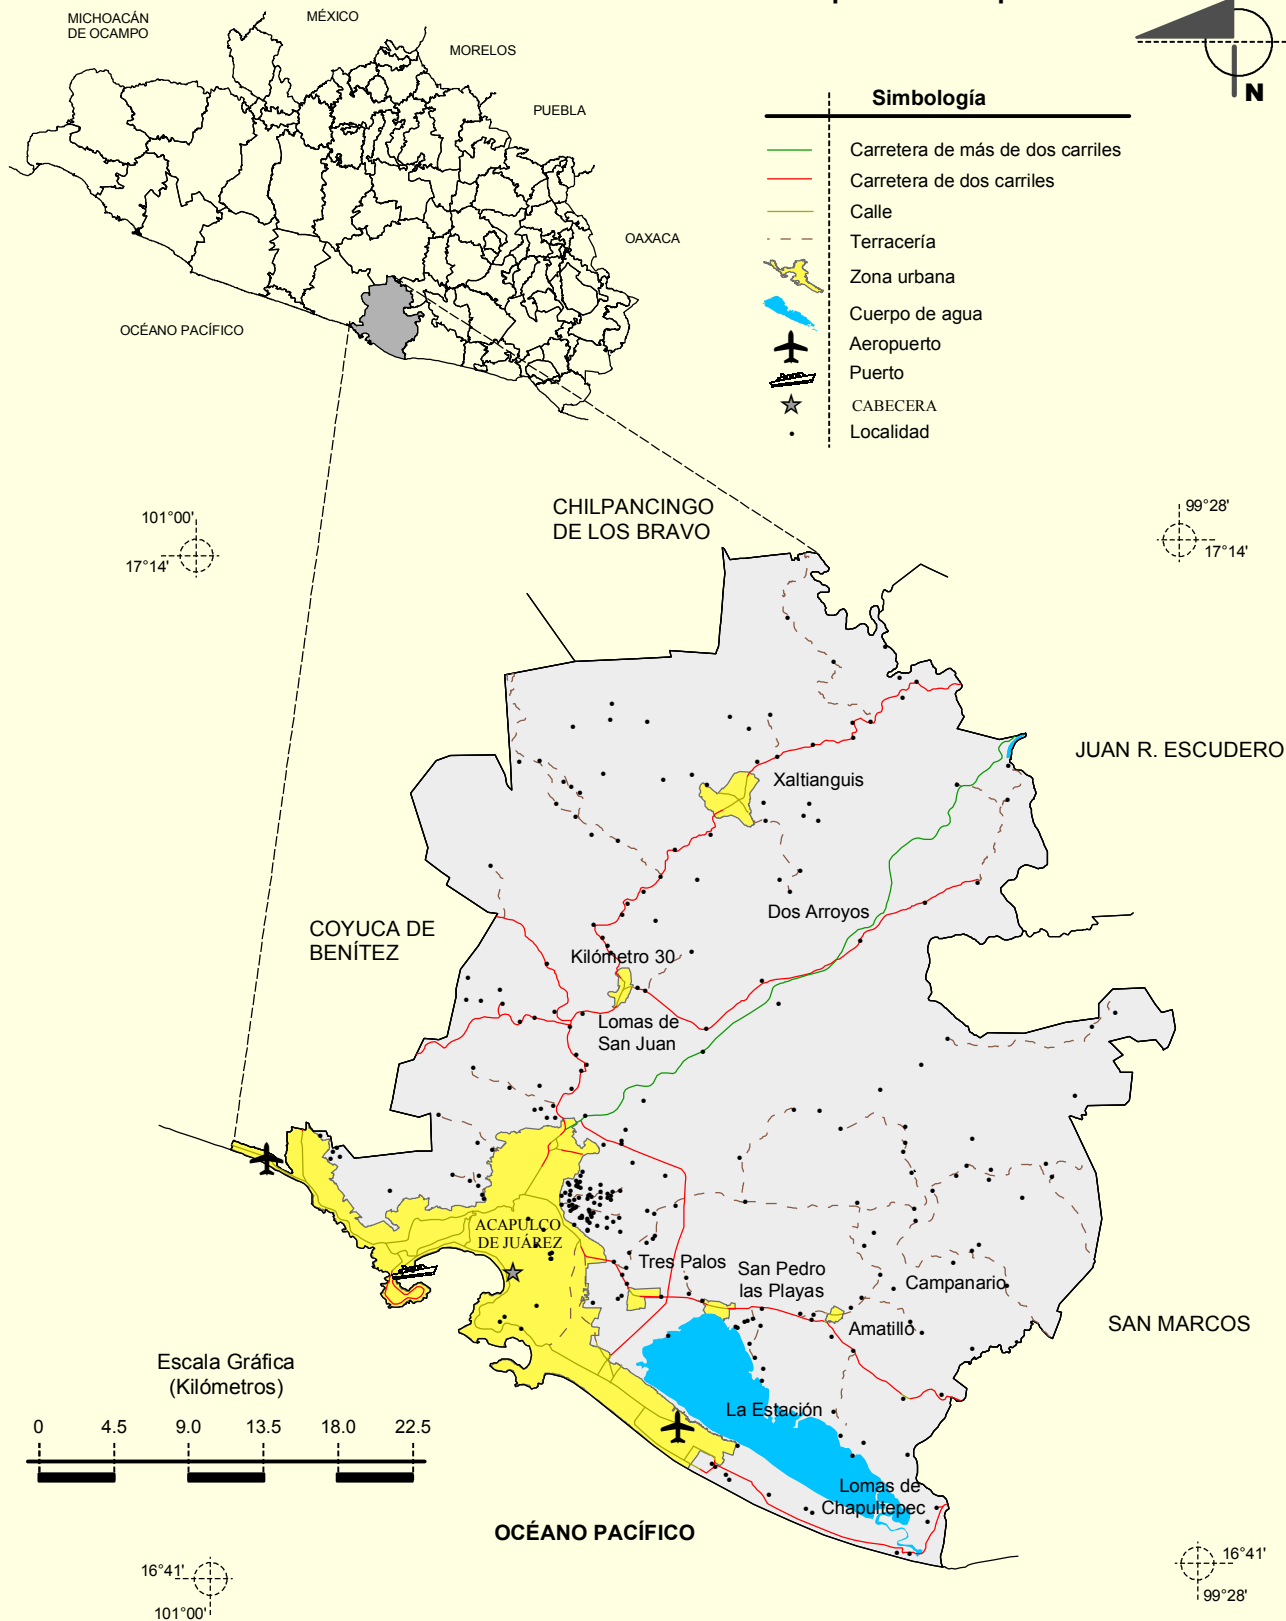 MICHOACÁN
DE OCAMPO
MÉXICO
MORELOS
PUEBLA
OAXACA
OCÉANO PACÍFICO
N
Simbología
Carretera de más de dos carriles
Carretera de dos carriles
Calle
Terracería
Zona urbana
Cuerpo de agua
Aeropuerto
Puerto
CABECERA
Localidad
101°00'
17°14'
99°28'
17°14'
CHILPANCINGO
DE LOS BRAVO
JUAN R. ESCUDERO
Xaltianguis
Dos Arroyos
COYUCA DE
BENÍTEZ
Kilómetro 30
Lomas de
San Juan
ACAPULCO
DE JUÁREZ
Tres Palos
San Pedro
las Playas
Campanario
Amatillo
SAN MARCOS
La Estación
Lomas de
Chapultepec
Escala Gráfica
(Kilómetros)
0 4.5 9.0 13.5 18.0 22.5
OCÉANO PACÍFICO
16°41'
101°00'
16°41'
99°28'